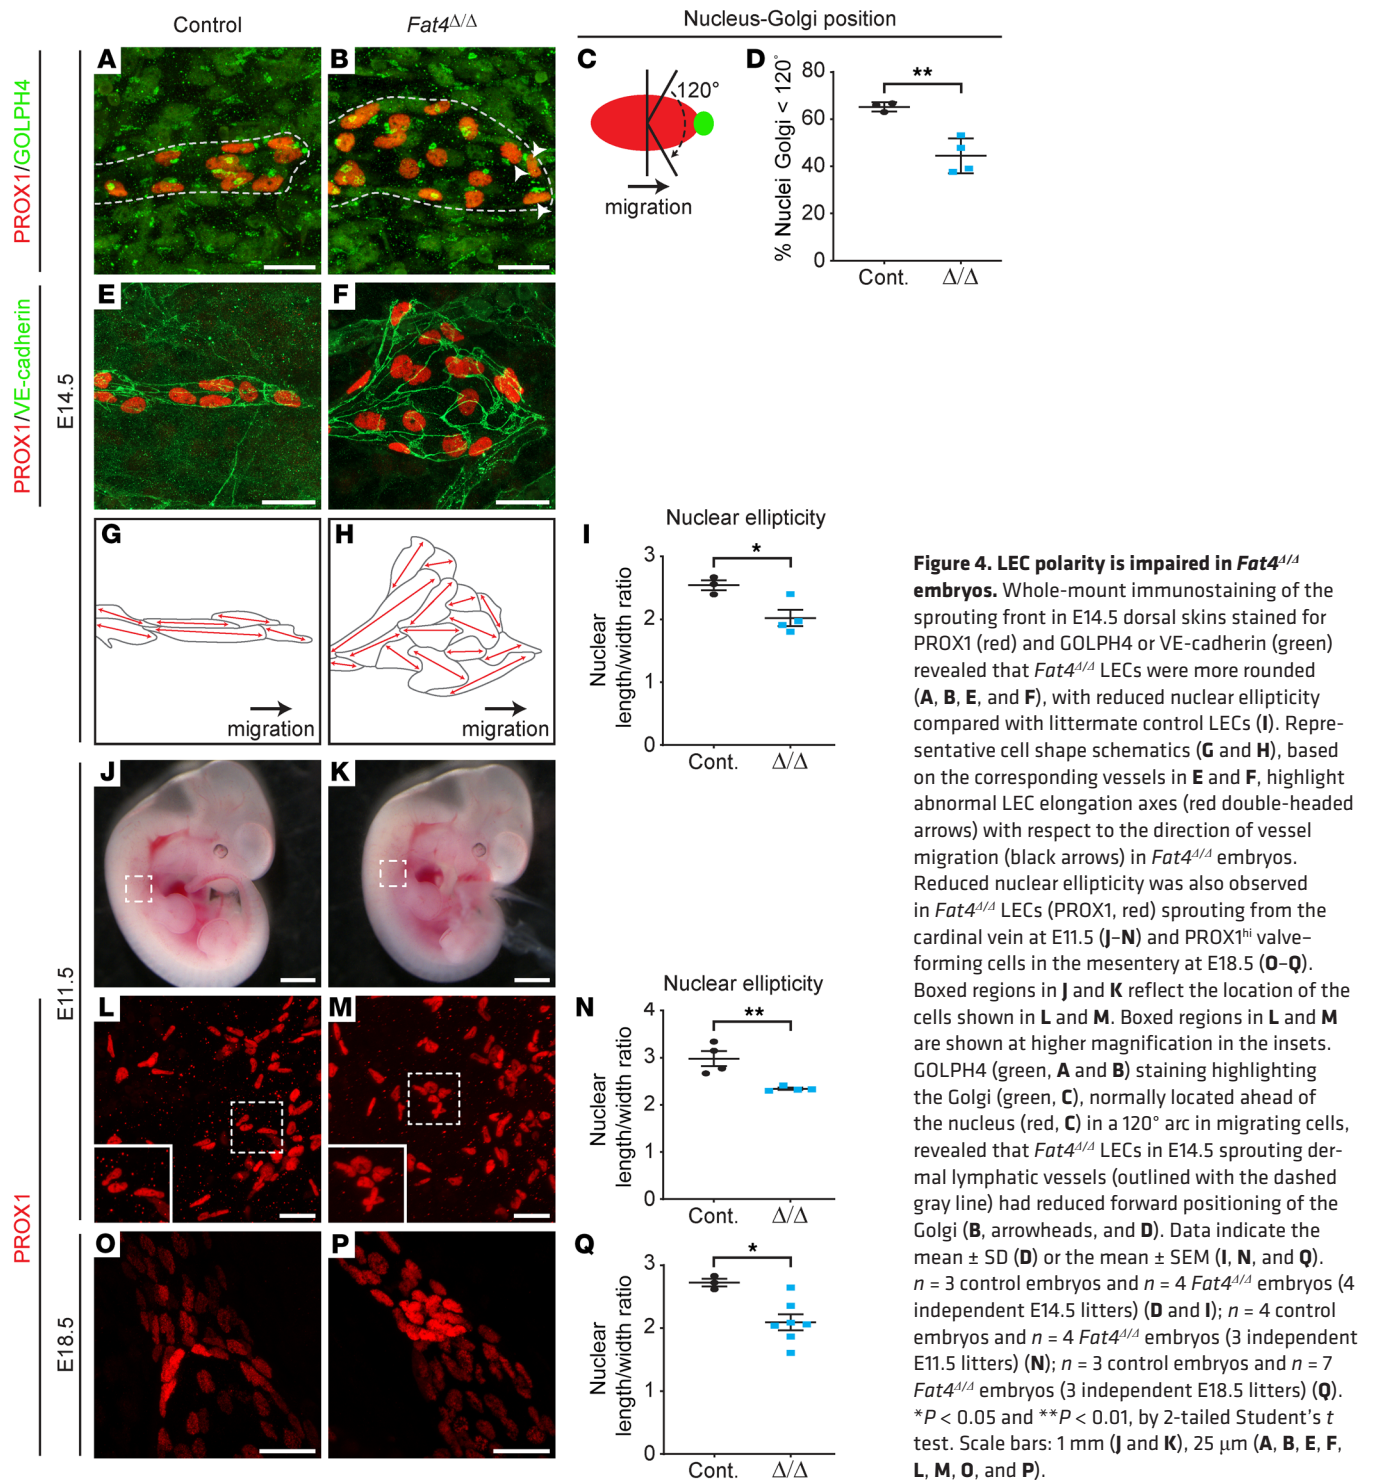 Control
Fat4Δ/Δ
Nucleus-Golgi position
PROX1/GOLPH4
PROX1/VE-cadherin
E14.5
E11.5
PROX1
E18.5
A
B
C
120°
migration
D
% Nuclei Golgi < 120°
80
60
40
20
0
**
Cont.
Δ/Δ
E
F
G
migration
H
migration
I
Nuclear ellipticity
Nuclear
length/width ratio
3
2
1
0
*
Cont.
Δ/Δ
J
K
L
M
N
Nuclear ellipticity
Nuclear
length/width ratio
4
3
2
1
0
**
Cont.
Δ/Δ
O
P
Q
Nuclear
length/width ratio
3
2
1
0
*
Cont.
Δ/Δ
Figure 4. LEC polarity is impaired in Fat4Δ/Δ
embryos. Whole-mount immunostaining of the
sprouting front in E14.5 dorsal skins stained for
PROX1 (red) and GOLPH4 or VE-cadherin (green)
revealed that Fat4Δ/Δ LECs were more rounded
(A, B, E, and F), with reduced nuclear ellipticity
compared with littermate control LECs (I). Repre-
sentative cell shape schematics (G and H), based
on the corresponding vessels in E and F, highlight
abnormal LEC elongation axes (red double-headed
arrows) with respect to the direction of vessel
migration (black arrows) in Fat4Δ/Δ embryos.
Reduced nuclear ellipticity was also observed
in Fat4Δ/Δ LECs (PROX1, red) sprouting from the
cardinal vein at E11.5 (J–N) and PROX1hi valve–
forming cells in the mesentery at E18.5 (O–Q).
Boxed regions in J and K reflect the location of the
cells shown in L and M. Boxed regions in L and M
are shown at higher magnification in the insets.
GOLPH4 (green, A and B) staining highlighting
the Golgi (green, C), normally located ahead of
the nucleus (red, C) in a 120° arc in migrating cells,
revealed that Fat4Δ/Δ LECs in E14.5 sprouting der-
mal lymphatic vessels (outlined with the dashed
gray line) had reduced forward positioning of the
Golgi (B, arrowheads, and D). Data indicate the
mean ± SD (D) or the mean ± SEM (I, N, and Q).
n = 3 control embryos and n = 4 Fat4Δ/Δ embryos (4
independent E14.5 litters) (D and I); n = 4 control
embryos and n = 4 Fat4Δ/Δ embryos (3 independent
E11.5 litters) (N); n = 3 control embryos and n = 7
Fat4Δ/Δ embryos (3 independent E18.5 litters) (Q).
*P < 0.05 and **P < 0.01, by 2-tailed Student's t
test. Scale bars: 1 mm (J and K), 25 μm (A, B, E, F,
L, M, O, and P).